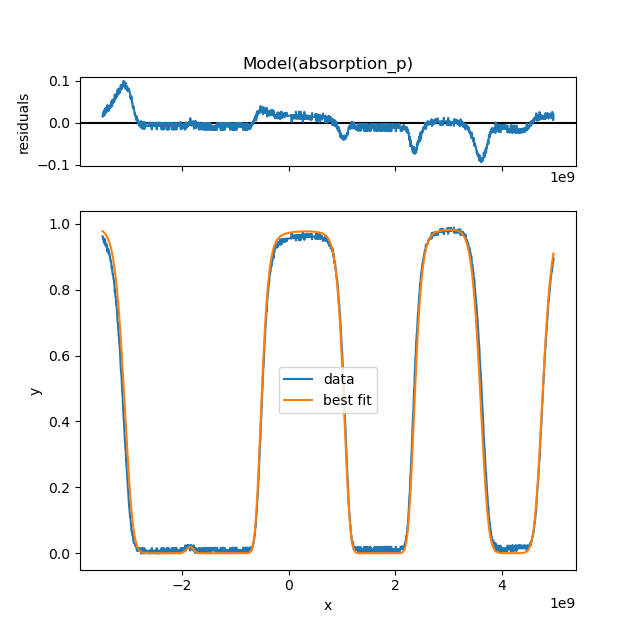 Model(absorption_p)
0.1
0.0
−0.1
residuals
1e9
1.0
0.8
0.6
0.4
0.2
0.0
y
data
best fit
−2
0
2
4
x
1e9